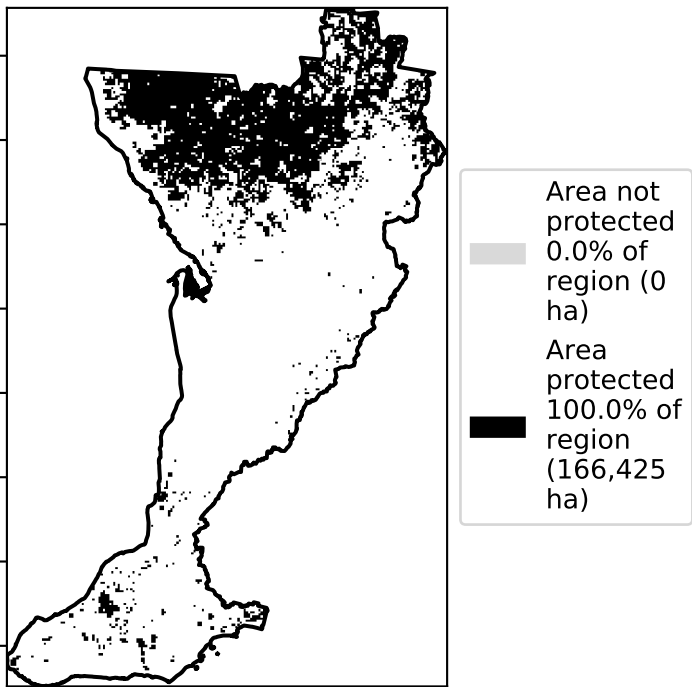 Area not
protected
0.0% of
region (0
ha)
Area
protected
100.0% of
region
(166,425
ha)